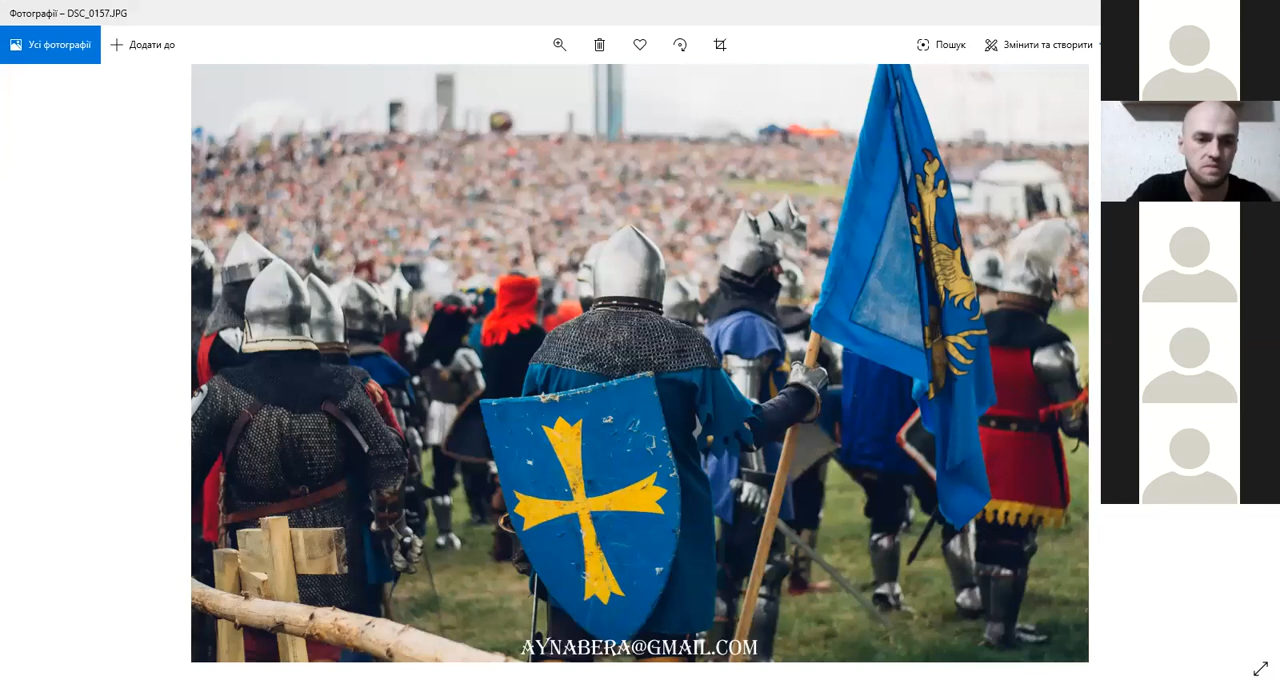 Фотографії – DSC_0157.JPG
Усі фотографії
Додати до
Пошук
Змінити та створити
AYNABERA@GMAIL.COM